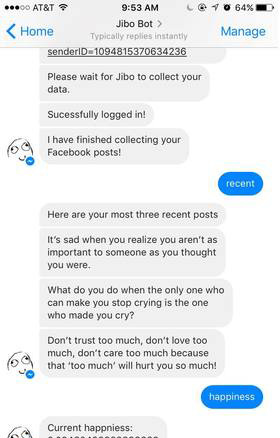 AT&T 9:53 AM 64%
Jibo Bot >
Home Typically replies instantly Manage
senderID=1094815370634236
Please wait for Jibo to collect your
data.
Sucessfully logged in!
I have finished collecting your
Facebook posts!
recent
Here are your most three recent posts
It's sad when you realize you aren't as
important to someone as you thought
you were.
What do you do when the only one who
can make you stop crying is the one
who made you cry?
Don't trust too much, don't love too
much, don't care too much because
that 'too much' will hurt you so much!
happiness
Current happniess: